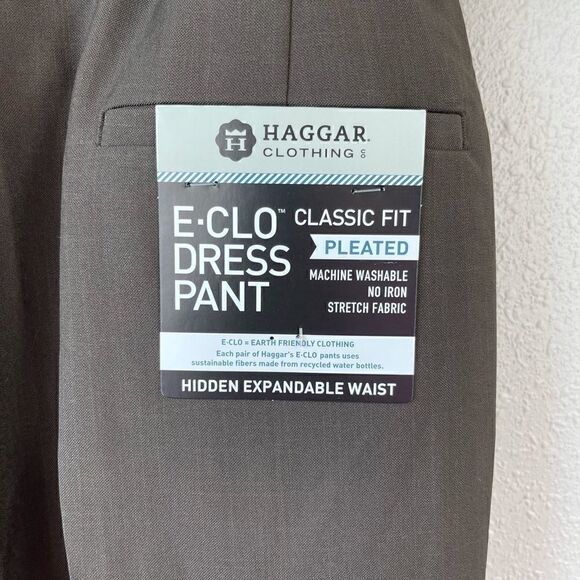 H
HAGGAR.
CLOTHING CO
E·CLO™
DRESS
PANT
CLASSIC FIT
PLEATED
MACHINE WASHABLE
NO IRON
STRETCH FABRIC
E·CLO = EARTH FRIENDLY CLOTHING
Each pair of Haggar's E·CLO pants uses
sustainable fibers made from recycled water bottles.
HIDDEN EXPANDABLE WAIST